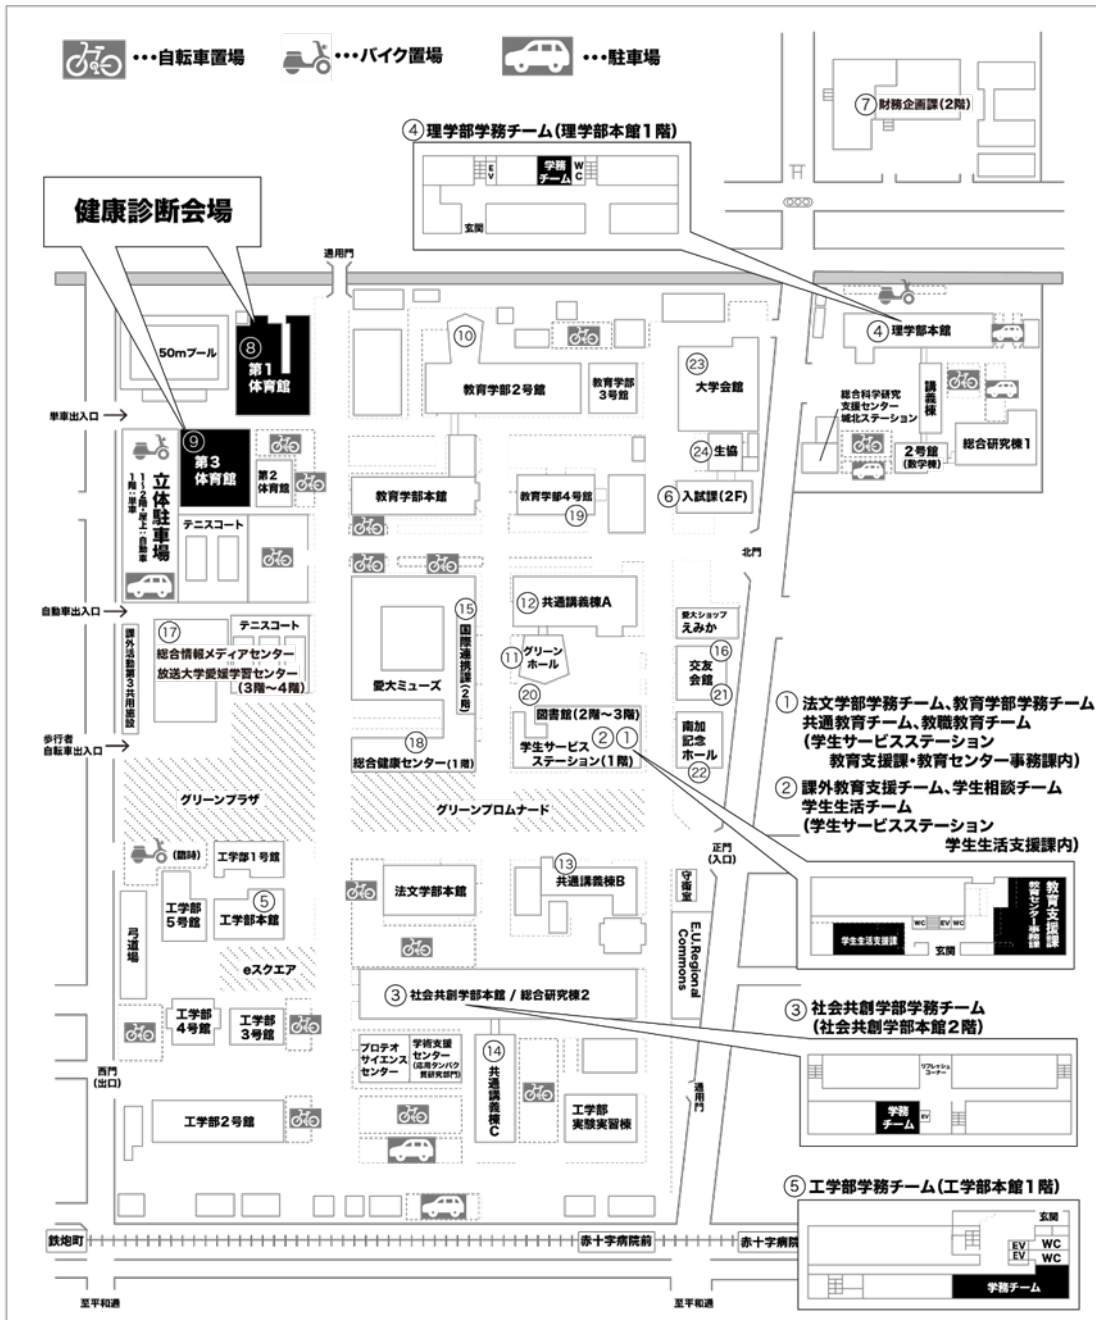 ・・・自転車置場
・・・バイク置場
・・・駐車場
⑦ 財務企画課(2階)
④ 理学部学務チーム(理学部本館1階)
EV
学務
チーム
WC
玄関
健康診断会場
通用門
50mプール
⑧
第1
体育館
⑩
教育学部2号館
教育学部
3号館
㉓
大学会館
④ 理学部本館
講義棟
総合科学研究
支援センター
城北ステーション
2号館
(数学棟)
総合研究棟1
単車出入口
⑨
第3
体育館
第2
体育館
立体駐車場
1~2階・屋上:自動車
1階:単車
教育学部本館
教育学部4号館
⑲
㉔ 生協
⑥ 入試課(2F)
テニスコート
北門
自動車出入口
課外活動第3共用施設
⑰
総合情報メディアセンター
放送大学愛媛学習センター
(3階~4階)
テニスコート
愛大ミューズ
⑮
国際連携課(2階)
⑫ 共通講義棟A
⑪
グリーン
ホール
愛大ショップ
えみか
⑯
交友
会館
㉑
⑳
図書館(2階~3階)
② ①
学生サービス
ステーション(1階)
南加
記念
ホール
㉒
歩行者
自転車出入口
⑱
総合健康センター(1階)
グリーンプラザ
グリーンプロムナード
① 法文学部学務チーム、教育学部学務チーム
共通教育チーム、教職教育チーム
(学生サービスステーション
教育支援課・教育センター事務課内)
② 課外教育支援チーム、学生相談チーム
学生生活チーム
(学生サービスステーション
学生生活支援課内)
正門
(入口)
守衛室
(臨時)
工学部1号館
工学部
5号館
⑤
工学部本館
弓道場
eスクエア
法文学部本館
⑬
共通講義棟B
E.U.Regional
Commons
学生生活支援課
WC
EV
WC
玄関
教育支援課
教育センター事務課
③ 社会共創学部本館 / 総合研究棟2
③ 社会共創学部学務チーム
(社会共創学部本館2階)
リフレッシュ
コーナー
学務
チーム
EV
工学部
4号館
工学部
3号館
西門
(出口)
プロテオ
サイエンス
センター
学術支援
センター
(応用タンパク
質研究部門)
⑭
共通講義棟C
工学部
実験実習棟
通用門
工学部2号館
⑤ 工学部学務チーム(工学部本館1階)
玄関
EV
EV
WC
WC
学務チーム
鉄炮町
赤十字病院前
赤十字病院
至平和通
至平和通